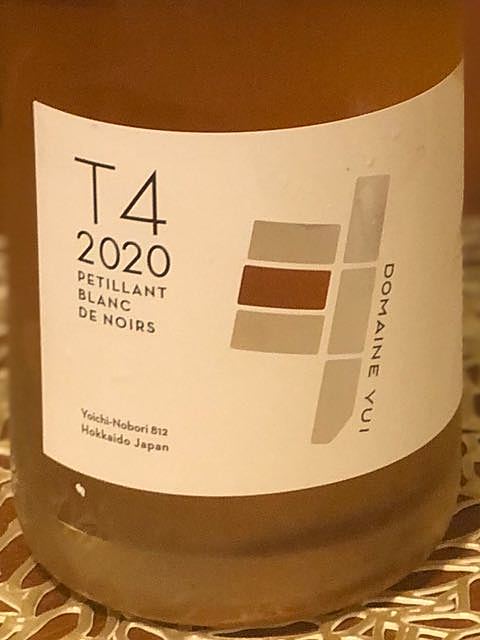 T4
2020
PETILLANT
BLANC
DE NOIRS
DOMAINE YUI
Yoichi-Nobori 812
Hokkaido Japan